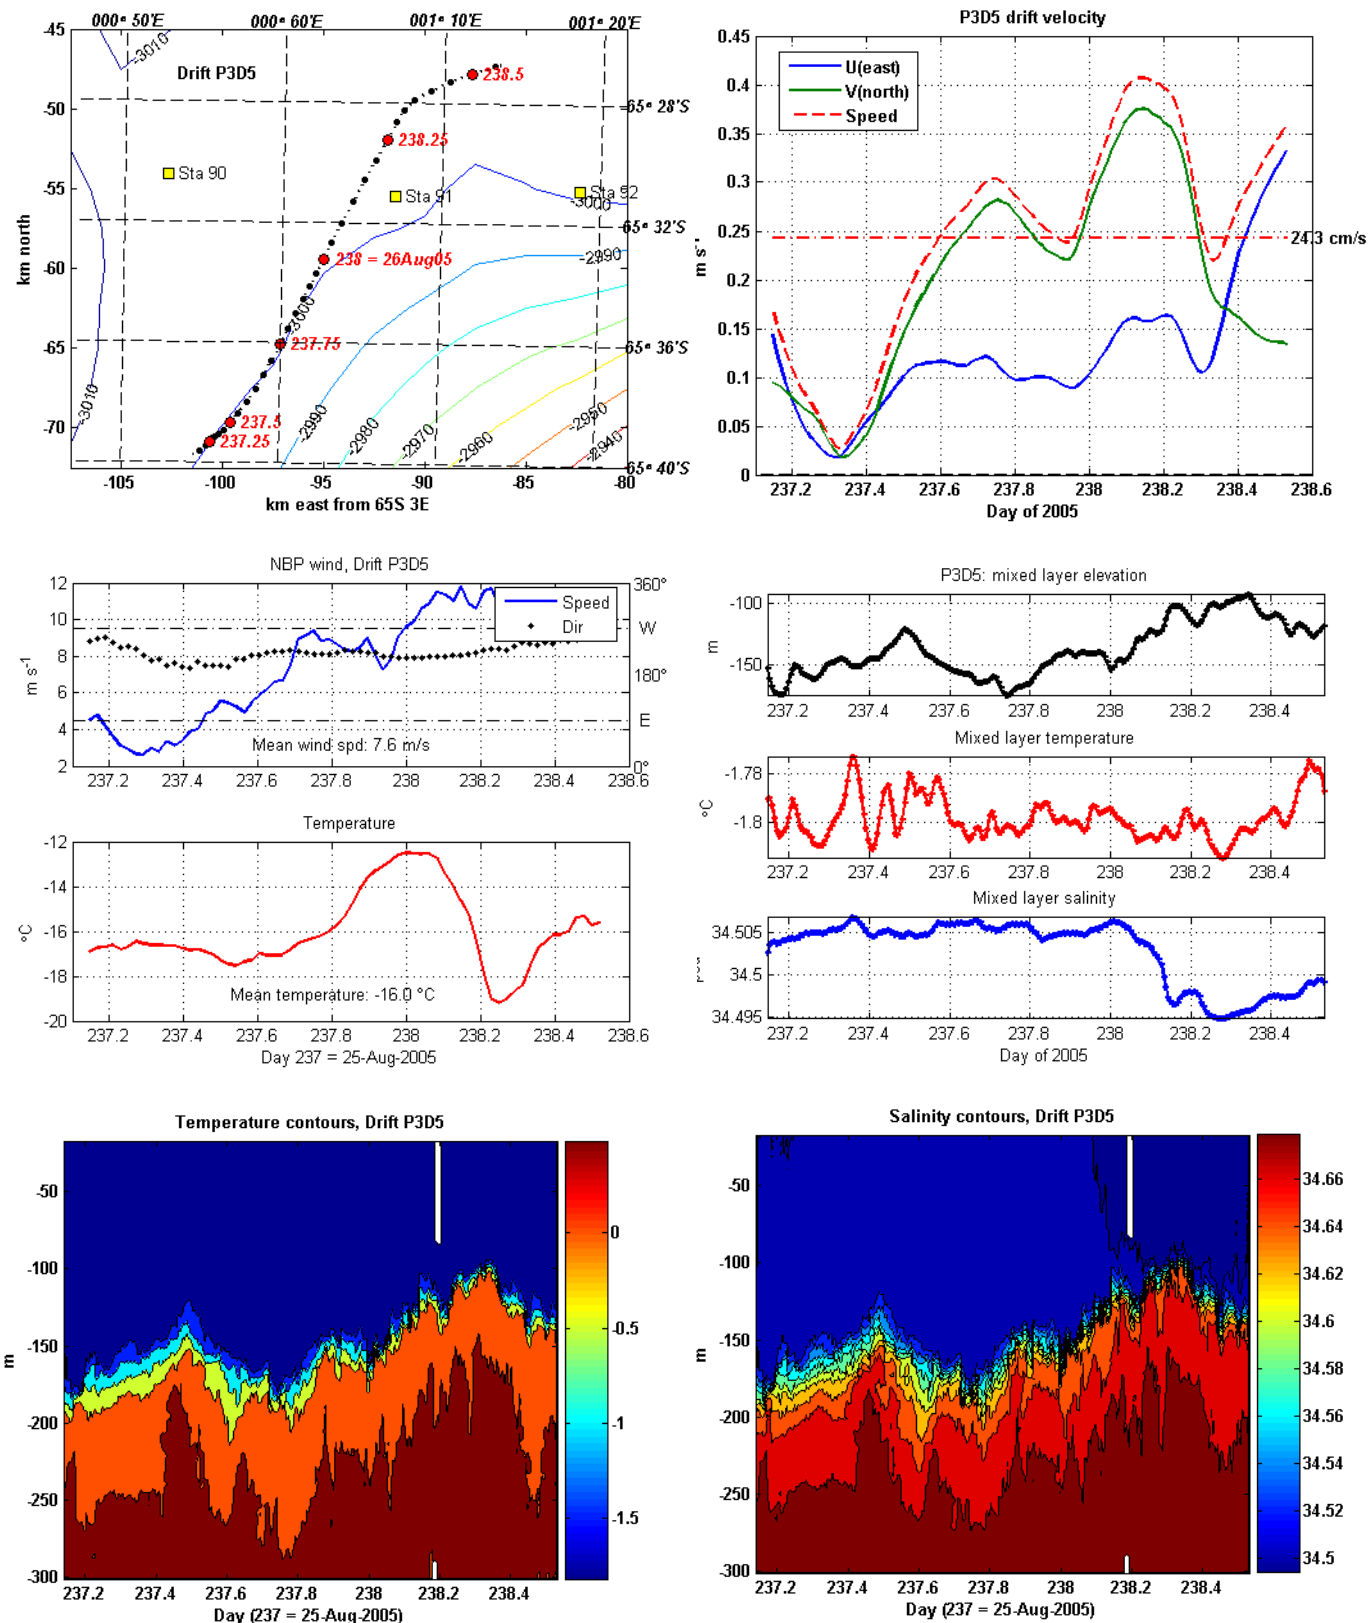 000° 50'E 000° 60'E 001° 10'E 001° 20'E
Drift P3D5
-45
-50
-55
-60
-65
-70
km north
-3010
238.5
65° 28'S
238.25
Sta 90
Sta 91
Sta 92
-3000
65° 32'S
238 = 26Aug05
-2990
-3000
237.75
65° 36'S
-3010
237.5
237.25
-2990
-2980
-2970
-2960
-2950
-2940
65° 40'S
-105 -100 -95 -90 -85 -80
km east from 65S 3E
P3D5 drift velocity
U(east)
V(north)
Speed
0.45
0.4
0.35
0.3
0.25
0.2
0.15
0.1
0.05
0
m s⁻¹
24.3 cm/s
237.2 237.4 237.6 237.8 238 238.2 238.4 238.6
Day of 2005
NBP wind, Drift P3D5
Speed
Dir
12
10
8
6
4
2
m s⁻¹
360°
W
180°
E
0°
Mean wind spd: 7.6 m/s
237.2 237.4 237.6 237.8 238 238.2 238.4 238.6
Temperature
-12
-14
-16
-18
-20
°C
Mean temperature: -16.0 °C
237.2 237.4 237.6 237.8 238 238.2 238.4 238.6
Day 237 = 25-Aug-2005
P3D5: mixed layer elevation
-100
-150
m
237.2 237.4 237.6 237.8 238 238.2 238.4
Mixed layer temperature
-1.78
-1.8
°C
237.2 237.4 237.6 237.8 238 238.2 238.4
Mixed layer salinity
34.505
34.5
34.495
237.2 237.4 237.6 237.8 238 238.2 238.4
Day of 2005
Temperature contours, Drift P3D5
-50
-100
-150
-200
-250
-300
m
0
-0.5
-1
-1.5
237.2 237.4 237.6 237.8 238 238.2 238.4
Day (237 = 25-Aug-2005)
Salinity contours, Drift P3D5
-50
-100
-150
-200
-250
-300
m
34.66
34.64
34.62
34.6
34.58
34.56
34.54
34.52
34.5
237.2 237.4 237.6 237.8 238 238.2 238.4
Day (237 = 25-Aug-2005)